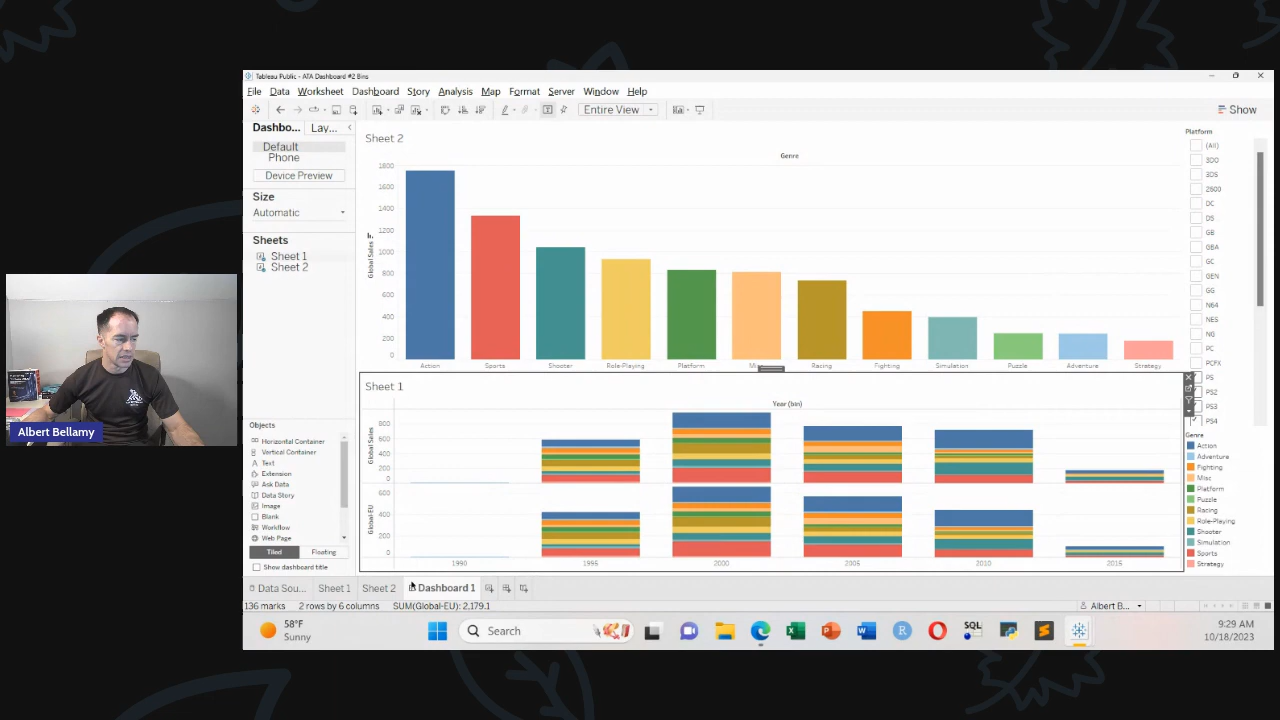 Tableau Public - ATA Dashboard #2 Bins
File Data Worksheet Dashboard Story Analysis Map Format Server Window Help
Entire View
Show
Dashbo... Lay...
Default
Phone
Device Preview
Size
Automatic
Sheets
Sheet 1
Sheet 2
Objects
Horizontal Container
Vertical Container
Text
Extension
Ask Data
Data Story
Image
Blank
Workflow
Web Page
Tiled Floating
Show dashboard title
Sheet 2
Genre
Global Sales
1800
1600
1400
1200
1000
800
600
400
200
0
Action Sports Shooter Role-Playing Platform Racing Fighting Simulation Puzzle Adventure Strategy
Sheet 1
Year (bin)
Global Sales
800
600
400
200
0
Global-EU
600
400
200
0
1990 1995 2000 2005 2010 2015
Platform
(All)
3DO
3DS
2600
DC
DS
GB
GBA
GC
GEN
GG
N64
NES
NG
PC
PCFX
PS
PS2
PS3
PS4
Genre
Action
Adventure
Fighting
Misc
Platform
Puzzle
Racing
Role-Playing
Shooter
Simulation
Sports
Strategy
Data Sou... Sheet 1 Sheet 2 Dashboard 1
136 marks 2 rows by 6 columns SUM(Global-EU): 2,179.1
Albert B...
58°F
Sunny
Search
SQL
9:29 AM
10/18/2023
Albert Bellamy